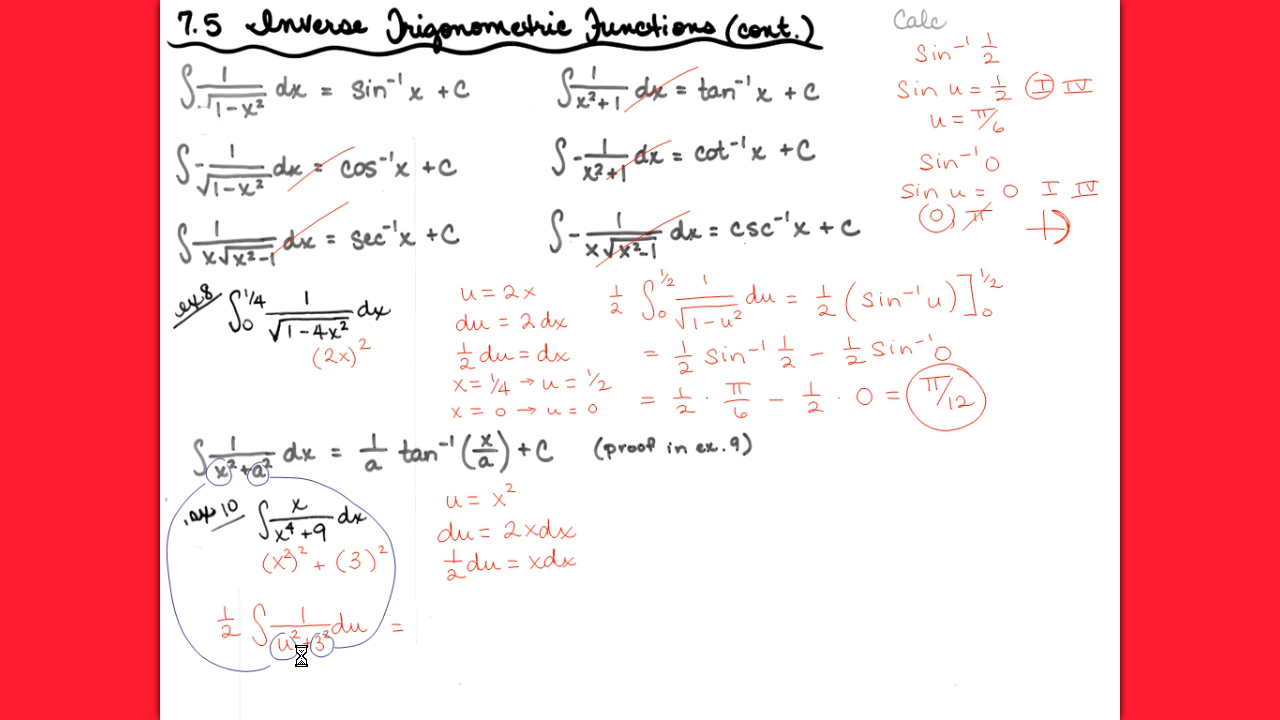 7.5 Inverse Trigonometric Functions (cont.)
∫ 1/√(1-x²) dx = sin⁻¹x + C
∫ 1/(x²+1) dx = tan⁻¹x + C
∫ - 1/√(1-x²) dx = cos⁻¹x + C
∫ - 1/(x²+1) dx = cot⁻¹x + C
∫ 1/(x√(x²-1)) dx = sec⁻¹x + C
∫ - 1/(x√(x²-1)) dx = csc⁻¹x + C
Calc
sin⁻¹ 1/2
sin u = 1/2 I IV
u = π/6
sin⁻¹ 0
sin u = 0 I IV
0, π
ex 8 ∫₀^(1/4) 1/√(1-4x²) dx
(2x)²
u = 2x
du = 2dx
1/2 du = dx
x = 1/4 → u = 1/2
x = 0 → u = 0
1/2 ∫₀^(1/2) 1/√(1-u²) du = 1/2 (sin⁻¹u)]₀^(1/2)
= 1/2 sin⁻¹ 1/2 - 1/2 sin⁻¹ 0
= 1/2 · π/6 - 1/2 · 0 = π/12
∫ 1/(x²+a²) dx = 1/a tan⁻¹(x/a) + C (proof in ex. 9)
ex 10 ∫ x/(x⁴+9) dx
(x²)² + (3)²
u = x²
du = 2xdx
1/2 du = xdx
1/2 ∫ 1/(u²+3²) du =